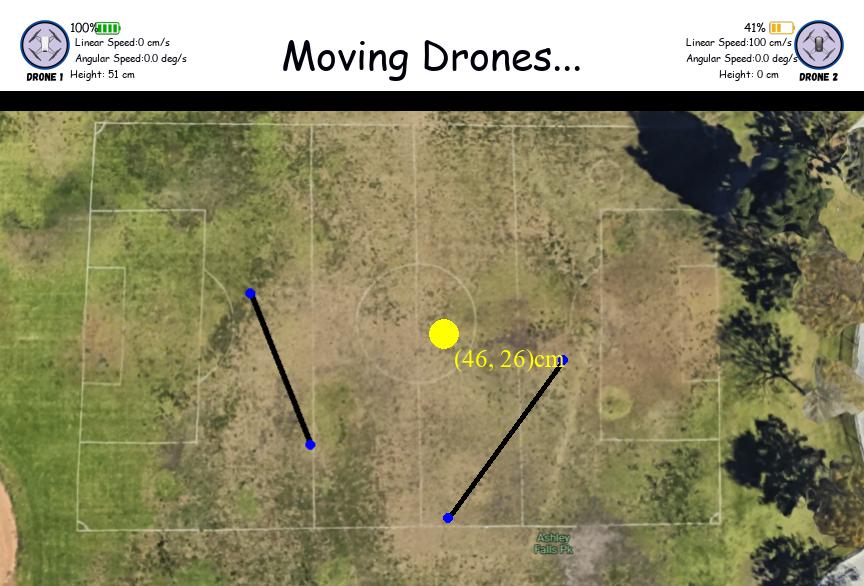 100%
Linear Speed:0 cm/s
Angular Speed:0.0 deg/s
DRONE 1
Height: 51 cm
Moving Drones...
41%
Linear Speed:100 cm/s
Angular Speed:0.0 deg/s
Height: 0 cm
DRONE 2
(46, 26)cm
Ashley
Falls Pk